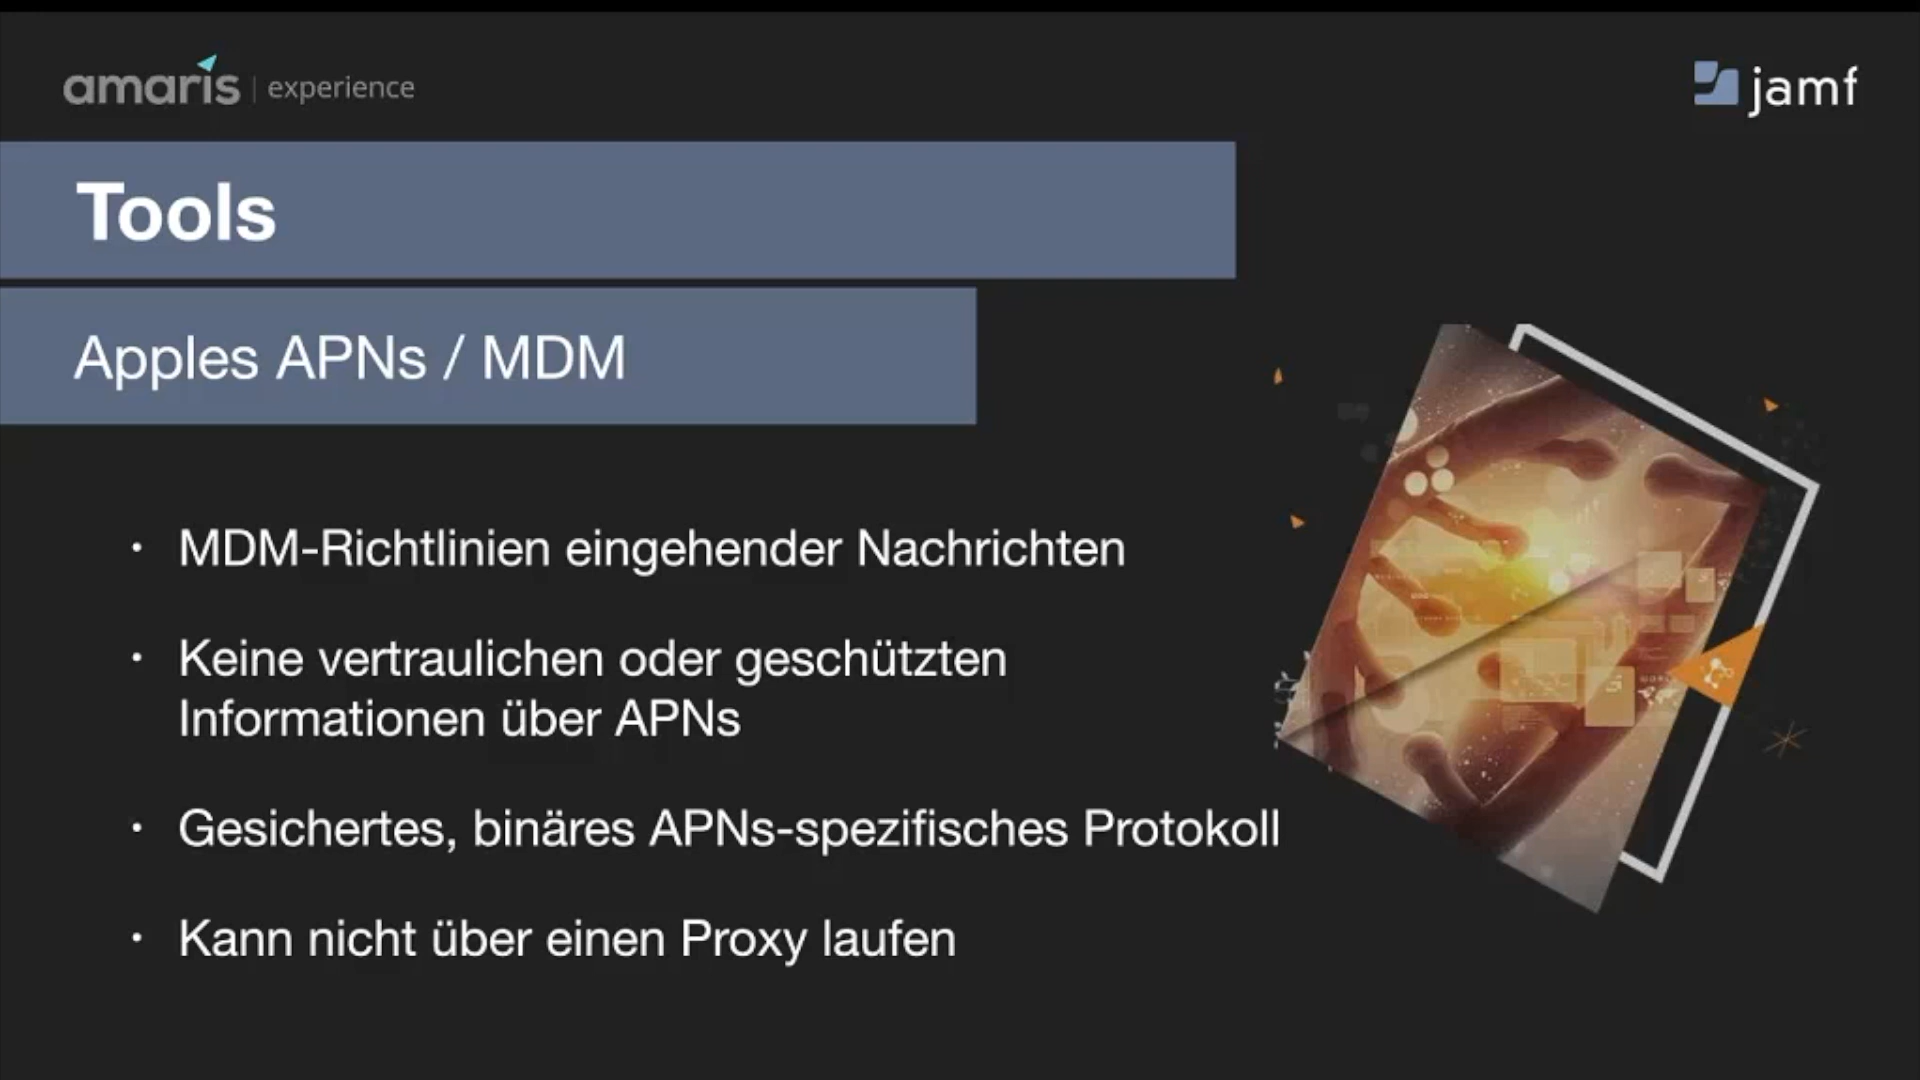 amaris | experience
jamf
Tools
Apples APNs / MDM
• MDM-Richtlinien eingehender Nachrichten
• Keine vertraulichen oder geschützten
Informationen über APNs
• Gesichertes, binäres APNs-spezifisches Protokoll
• Kann nicht über einen Proxy laufen